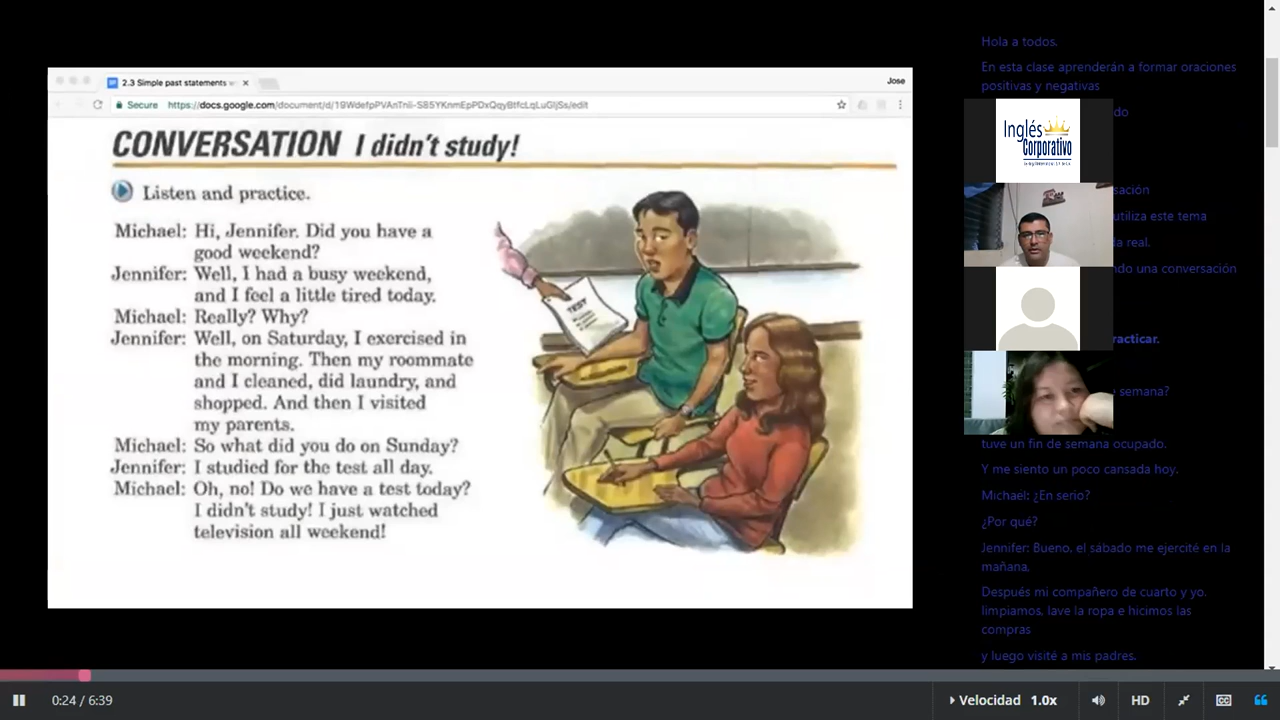 2.3 Simple past statements w
Jose
Secure https://docs.google.com/document/d/
CONVERSATION I didn't study!
Listen and practice.
Michael: Hi, Jennifer. Did you have a
good weekend?
Jennifer: Well, I had a busy weekend,
and I feel a little tired today.
Michael: Really? Why?
Jennifer: Well, on Saturday, I exercised in
the morning. Then my roommate
and I cleaned, did laundry, and
shopped. And then I visited
my parents.
Michael: So what did you do on Sunday?
Jennifer: I studied for the test all day.
Michael: Oh, no! Do we have a test today?
I didn't study! I just watched
television all weekend!
TEST
Hola a todos.
En esta clase aprenderán a formar oraciones
positivas y negativas
do
Inglés
Corporativo
sación
utiliza este tema
la real.
ndo una conversación
racticar.
e semana?
tuve un fin de semana ocupado.
Y me siento un poco cansada hoy.
Michael: ¿En serio?
¿Por qué?
Jennifer: Bueno, el sábado me ejercité en la
mañana,
Después mi compañero de cuarto y yo.
limpiamos, lave la ropa e hicimos las
compras
y luego visité a mis padres.
0:24 / 6:39
Velocidad 1.0x
HD
CC